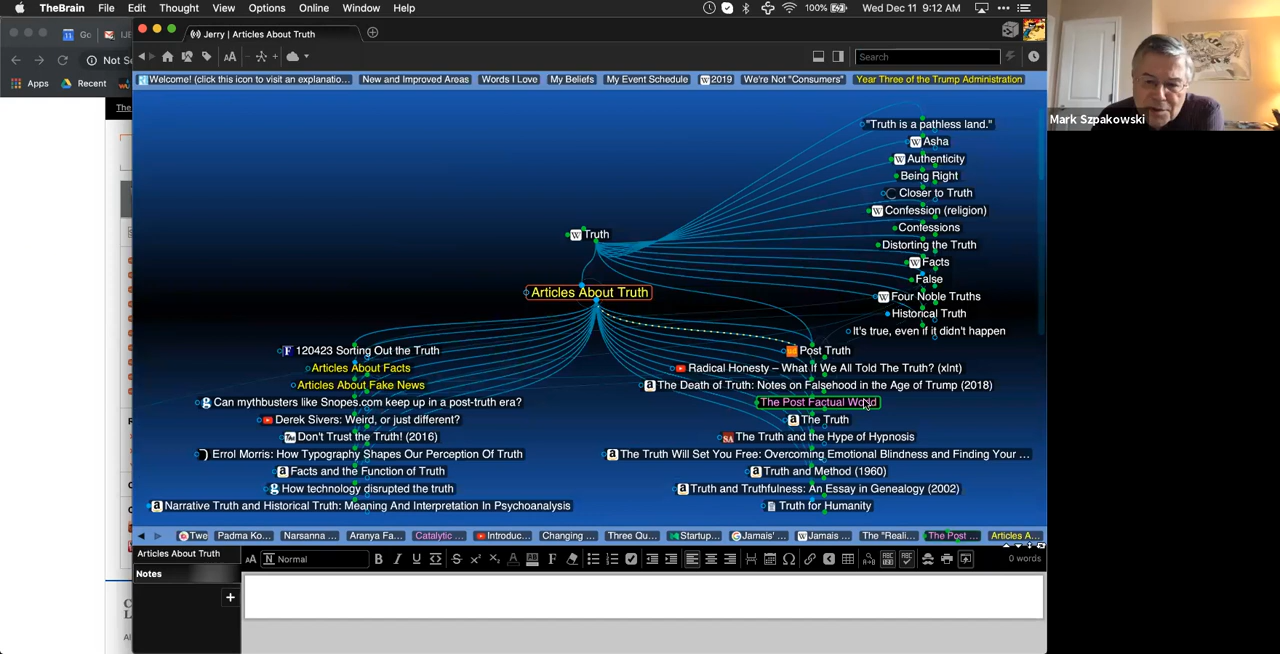 TheBrain File Edit Thought View Options Online Window Help 100% Wed Dec 11 9:12 AM
Jerry | Articles About Truth
Search
Not Se
Apps Recent
Welcome! (click this icon to visit an explanatio... New and Improved Areas Words I Love My Beliefs My Event Schedule 2019 We're Not "Consumers" Year Three of the Trump Administration
Mark Szpakowski
"Truth is a pathless land."
Asha
Authenticity
Being Right
Closer to Truth
Confession (religion)
Confessions
Distorting the Truth
Facts
False
Four Noble Truths
Historical Truth
It's true, even if it didn't happen
Truth
Articles About Truth
120423 Sorting Out the Truth
Articles About Facts
Articles About Fake News
Can mythbusters like Snopes.com keep up in a post-truth era?
Derek Sivers: Weird, or just different?
Don't Trust the Truth! (2016)
Errol Morris: How Typography Shapes Our Perception Of Truth
Facts and the Function of Truth
How technology disrupted the truth
Narrative Truth and Historical Truth: Meaning And Interpretation In Psychoanalysis
Post Truth
Radical Honesty – What If We All Told The Truth? (xlnt)
The Death of Truth: Notes on Falsehood in the Age of Trump (2018)
The Post Factual World
The Truth
The Truth and the Hype of Hypnosis
The Truth Will Set You Free: Overcoming Emotional Blindness and Finding Your ...
Truth and Method (1960)
Truth and Truthfulness: An Essay in Genealogy (2002)
Truth for Humanity
Twe Padma Ko... Narsanna ... Aranya Fa... Catalytic ... Introduc... Changing ... Three Qu... Startup... Jamais' ... Jamais ... The "Reali... The Post ... Articles A...
Articles About Truth
Normal
0 words
Notes